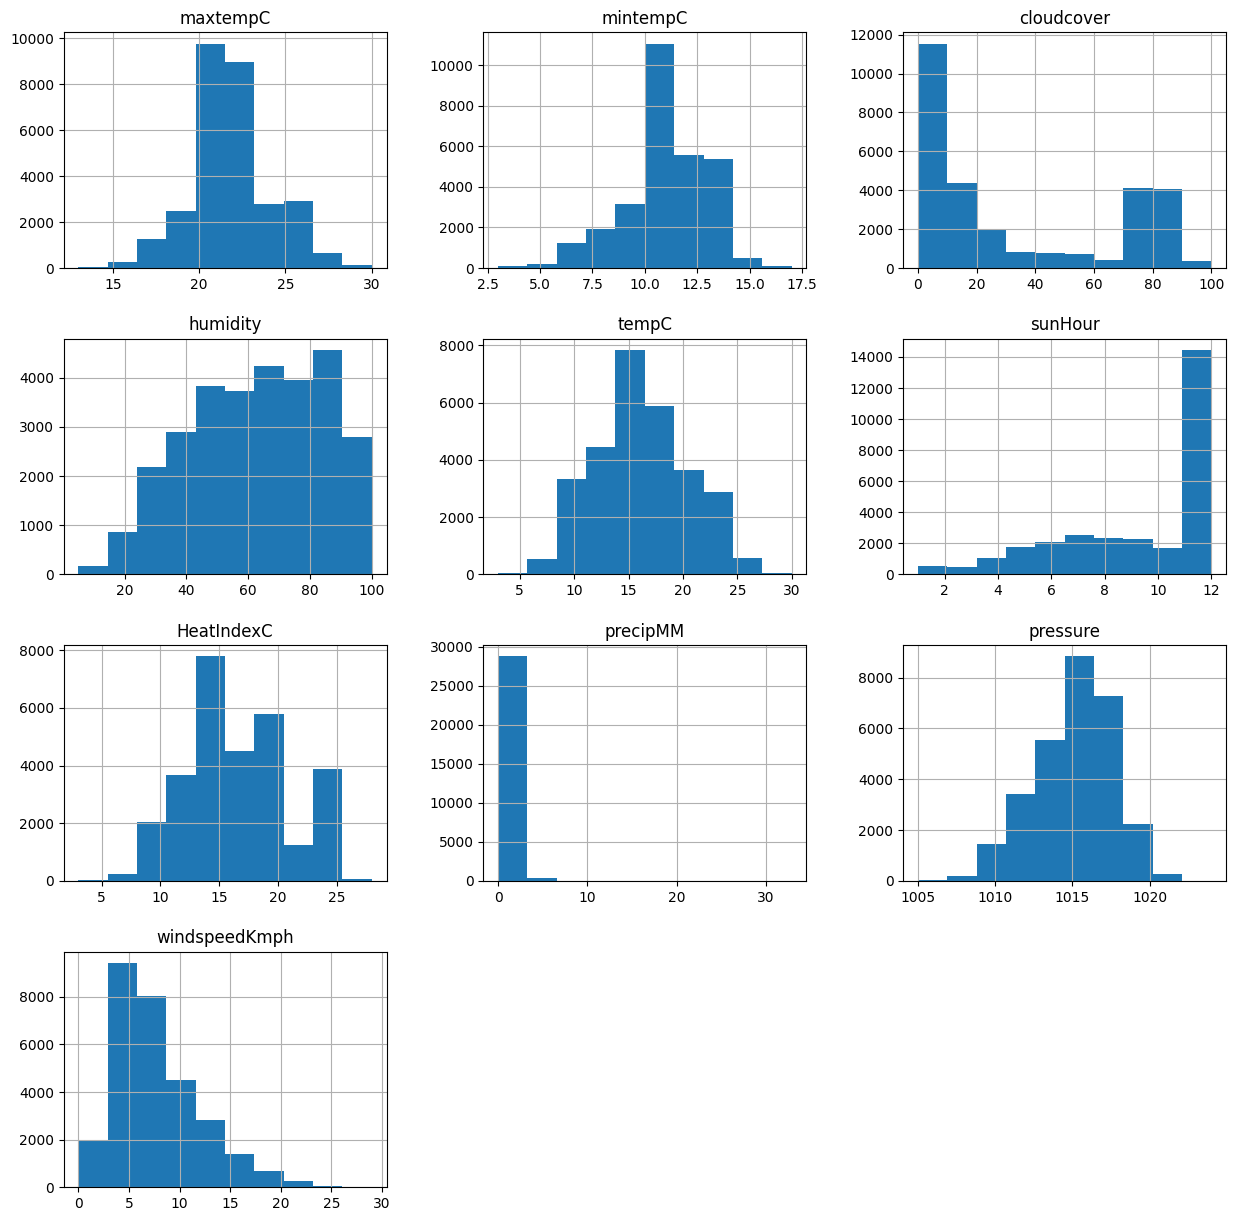 maxtempC
10000
8000
6000
4000
2000
0
15 20 25 30
mintempC
10000
8000
6000
4000
2000
0
2.5 5.0 7.5 10.0 12.5 15.0 17.5
cloudcover
12000
10000
8000
6000
4000
2000
0
0 20 40 60 80 100
humidity
4000
3000
2000
1000
0
20 40 60 80 100
tempC
8000
6000
4000
2000
0
5 10 15 20 25 30
sunHour
14000
12000
10000
8000
6000
4000
2000
0
2 4 6 8 10 12
HeatIndexC
8000
6000
4000
2000
0
5 10 15 20 25
precipMM
30000
25000
20000
15000
10000
5000
0
0 10 20 30
pressure
8000
6000
4000
2000
0
1005 1010 1015 1020
windspeedKmph
8000
6000
4000
2000
0
0 5 10 15 20 25 30